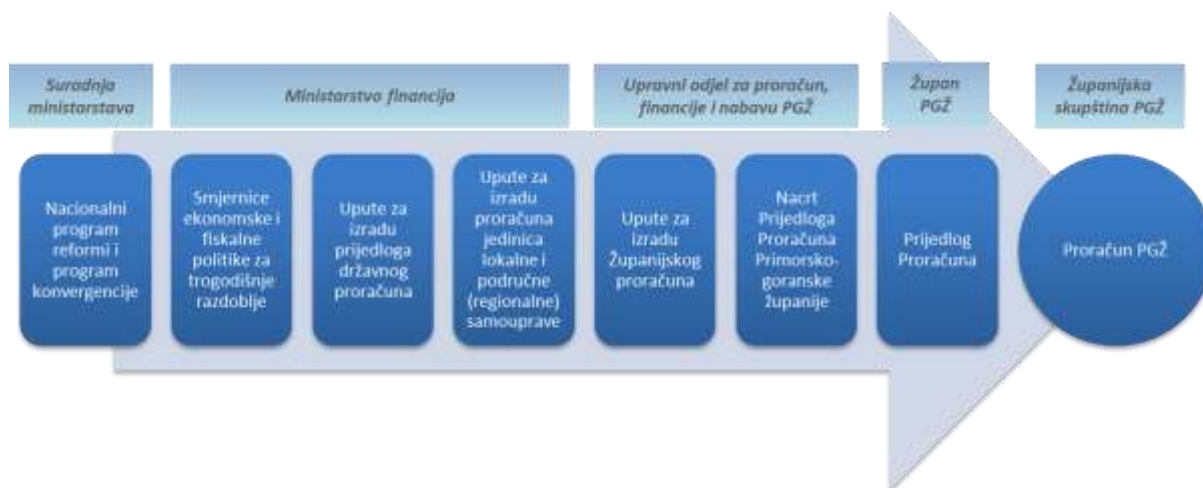 Suradnja
ministarstava
Ministarstvo financija
Upravni odjel za proračun,
financije i nabavu PGŽ
Župan
PGŽ
Županijska
skupština PGŽ
Nacionalni
program
reformi i
program
konvergencije
Smjernice
ekonomske i
fiskalne
politike za
trogodišnje
razdoblje
Upute za
izradu
prijedloga
državnog
proračuna
Upute za
izradu
proračuna
jedinica
lokalne i
područne
(regionalne)
samouprave
Upute za
izradu
Županijskog
proračuna
Nacrt
Prijedloga
Proračuna
Primorsko-
goranske
županije
Prijedlog
Proračuna
Proračun PGŽ